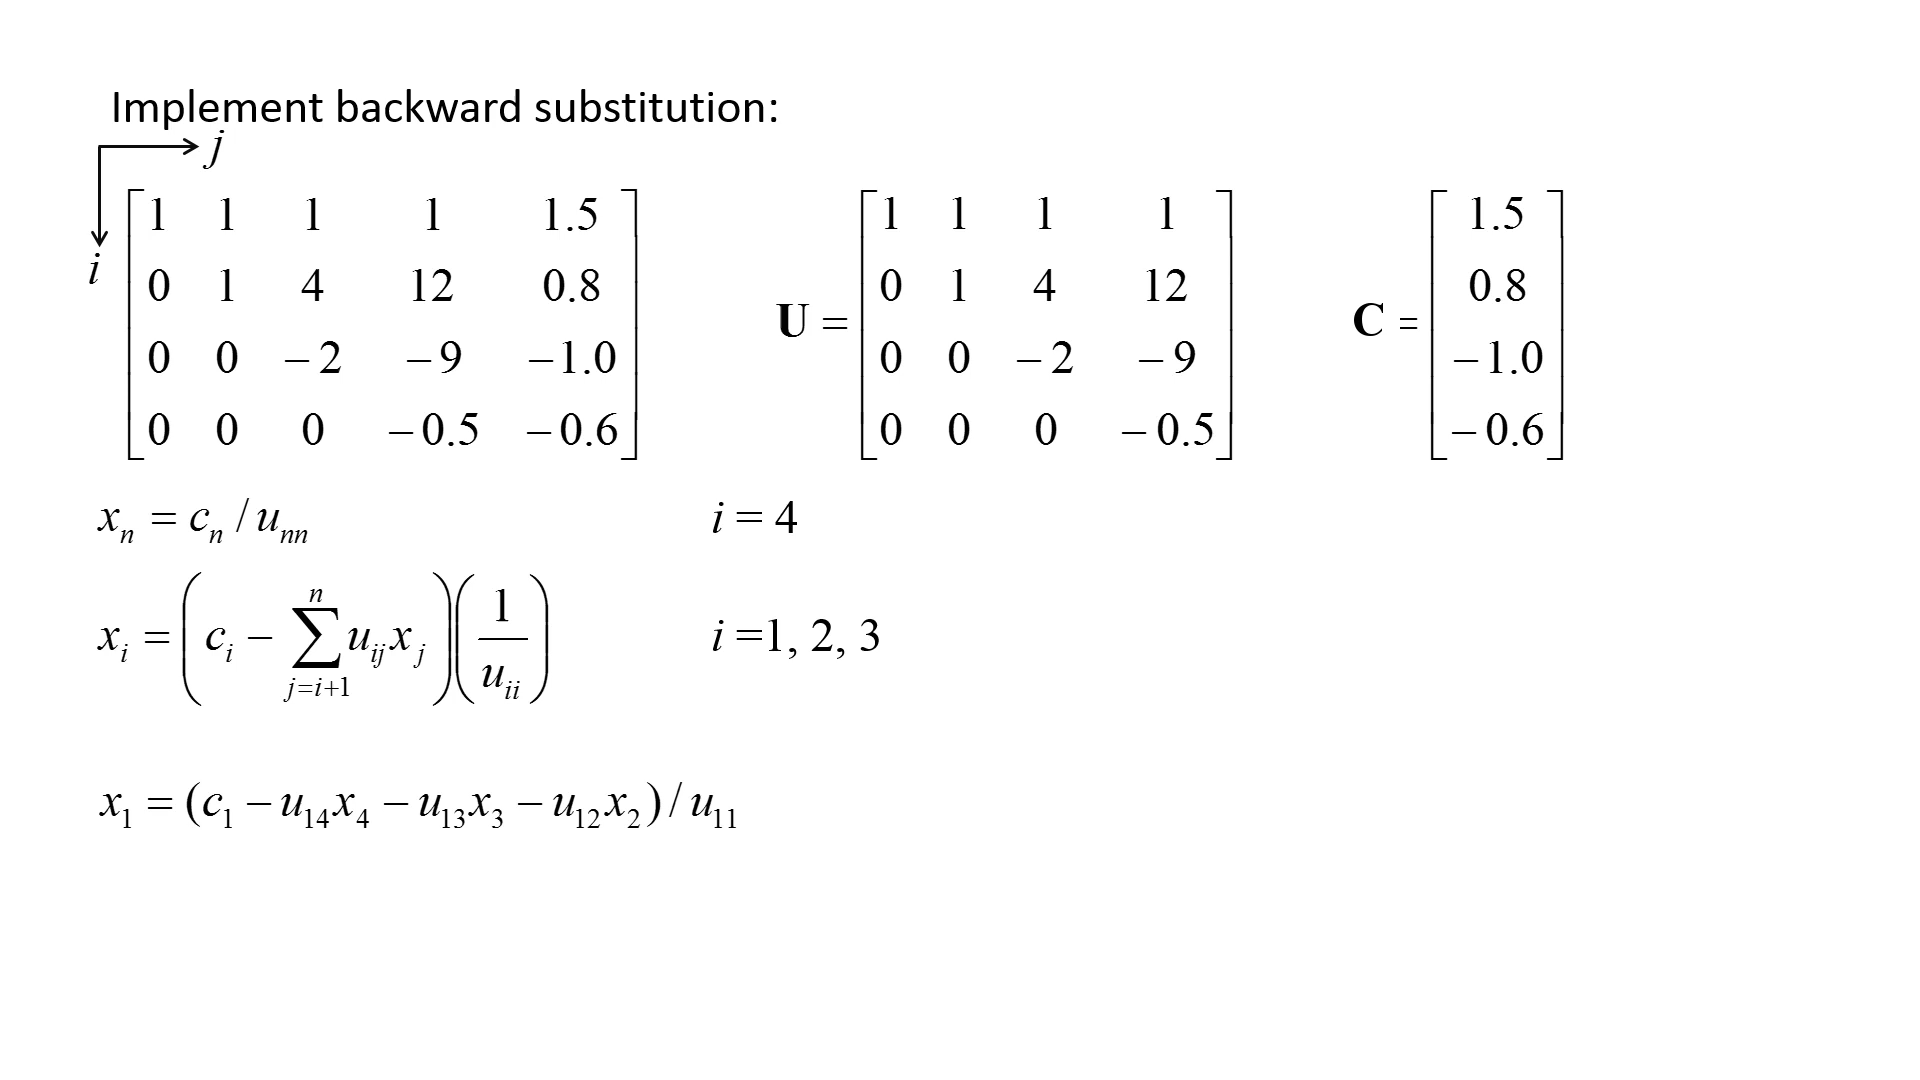 Implement backward substitution:
j
i
[1 1 1 1 1.5
0 1 4 12 0.8
0 0 −2 −9 −1.0
0 0 0 −0.5 −0.6]
U = [1 1 1 1
0 1 4 12
0 0 −2 −9
0 0 0 −0.5]
C = [1.5
0.8
−1.0
−0.6]
x_n = c_n / u_nn i = 4
x_i = (c_i − ∑_{j=i+1}^{n} u_ij x_j)(1/u_ii) i =1, 2, 3
x_1 = (c_1 − u_14 x_4 − u_13 x_3 − u_12 x_2) / u_11